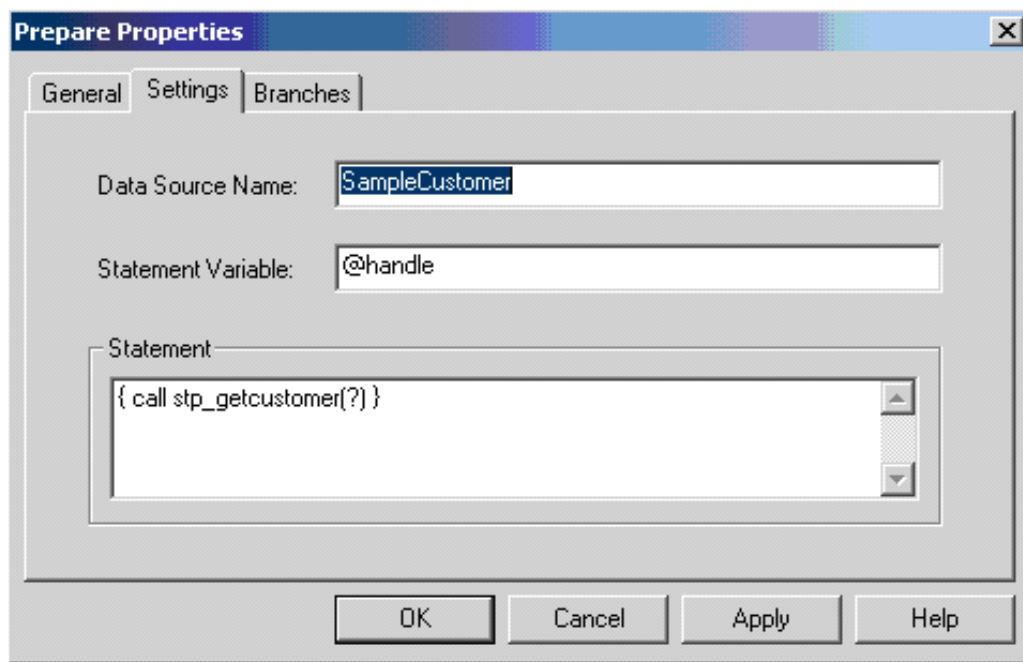 Prepare Properties
General Settings Branches
Data Source Name: SampleCustomer
Statement Variable: @handle
Statement
{ call stp_getcustomer(?) }
OK Cancel Apply Help